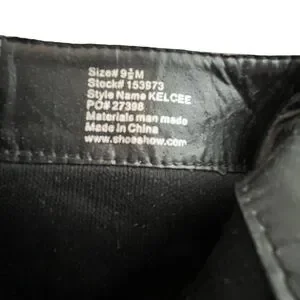 Size# 9½M
Stock# 153973
Style Name KELCEE
PO# 27398
Materials man made
Made in China
www.shoeshow.com